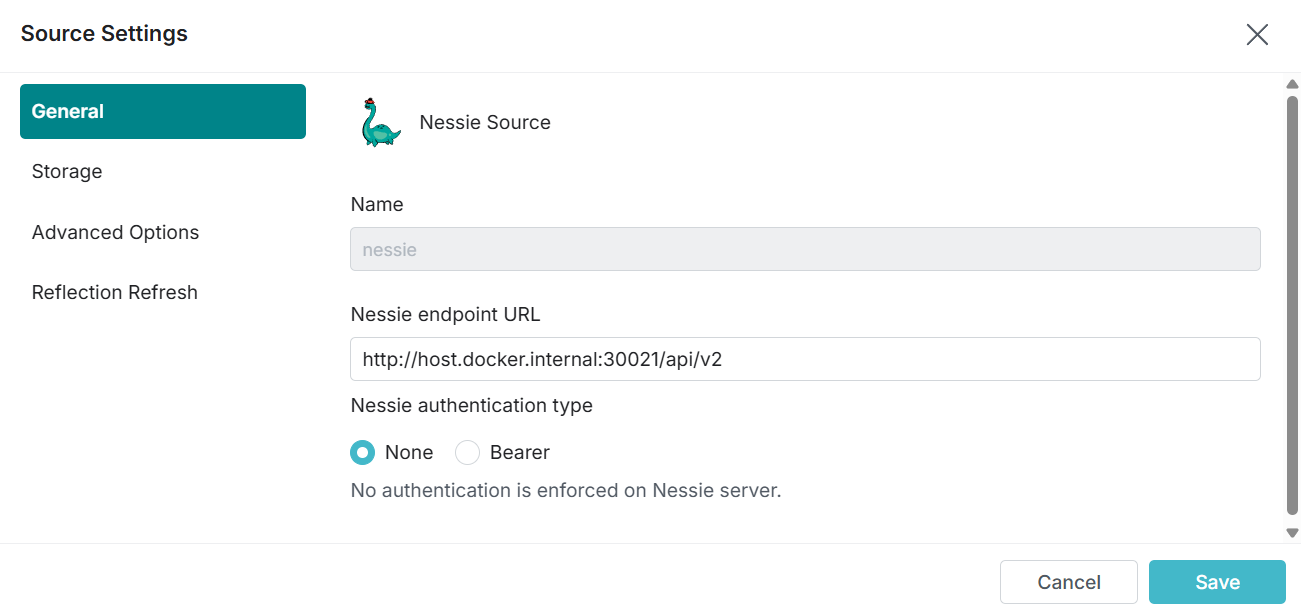 Source Settings
General
Storage
Advanced Options
Reflection Refresh
Nessie Source
Name
nessie
Nessie endpoint URL
http://host.docker.internal:30021/api/v2
Nessie authentication type
None Bearer
No authentication is enforced on Nessie server.
Cancel Save